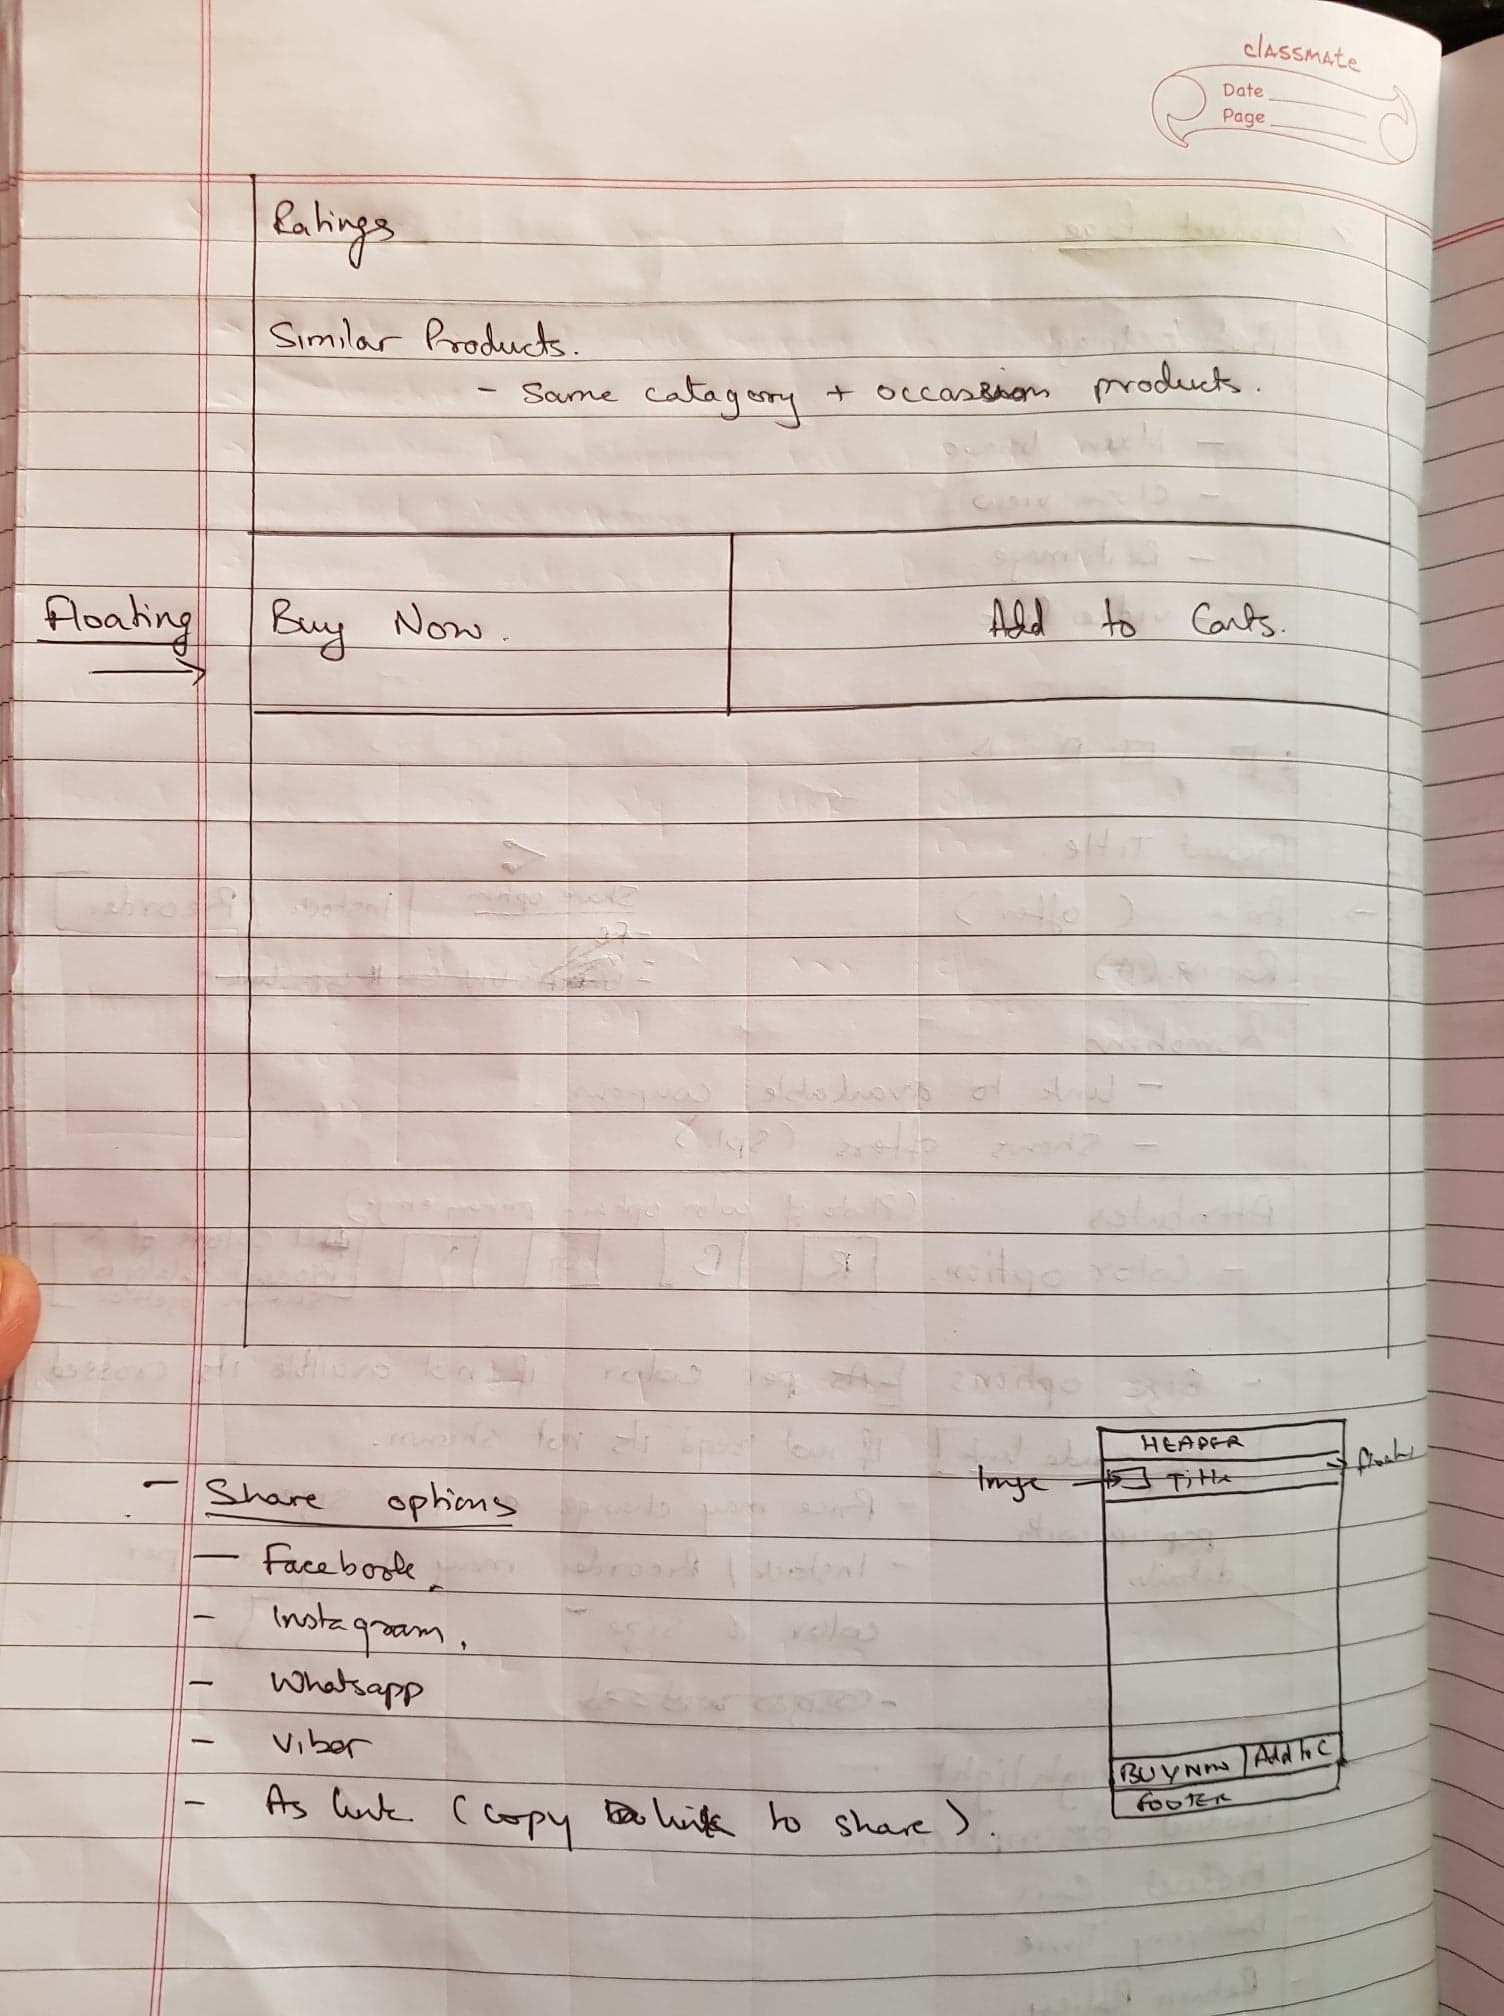 classmate
Date
Page
Ratings
Similar Products.
- Same catagory + occassion products.
Floating
Buy Now.
Add to Carts.
HEADER
Image
Title
- Share options
- Facebook
- Instagram,
- Whatsapp
- Viber
BUY NOW
Add to C
FOOTER
- As link (copy link to share).